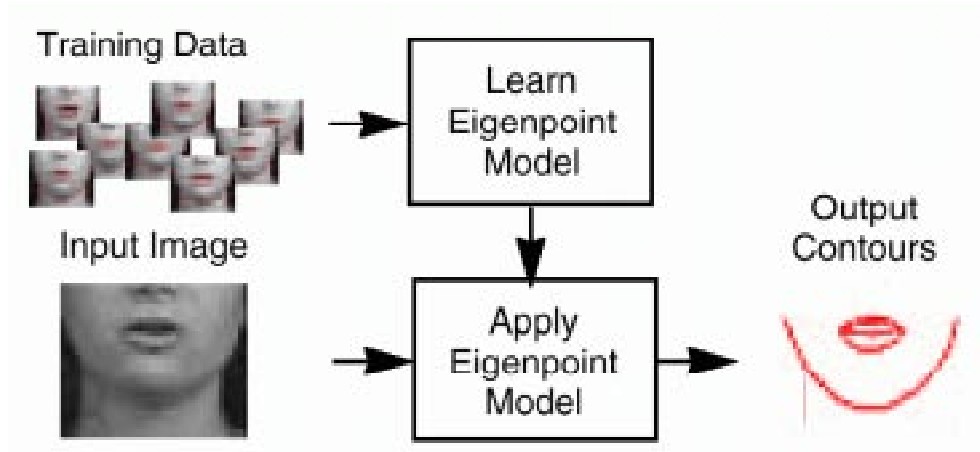 Training Data
Learn
Eigenpoint
Model
Input Image
Apply
Eigenpoint
Model
Output
Contours